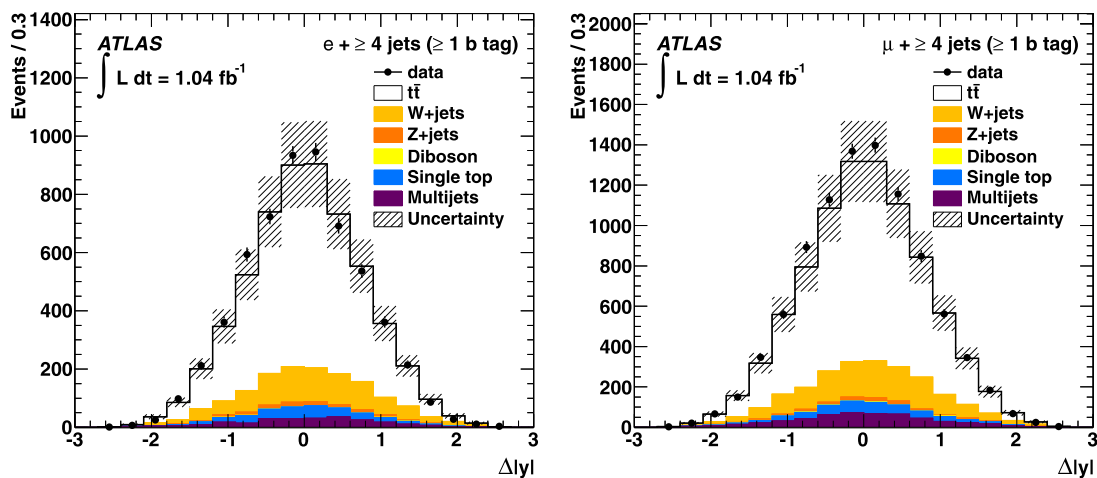 Events / 0.3
1400
1200
1000
800
600
400
200
0
ATLAS
∫ L dt = 1.04 fb⁻¹
e + ≥ 4 jets (≥ 1 b tag)
data
tt̄
W+jets
Z+jets
Diboson
Single top
Multijets
Uncertainty
-3 -2 -1 0 1 2 3
Δ|y|
Events / 0.3
2000
1800
1600
1400
1200
1000
800
600
400
200
0
ATLAS
∫ L dt = 1.04 fb⁻¹
μ + ≥ 4 jets (≥ 1 b tag)
data
tt̄
W+jets
Z+jets
Diboson
Single top
Multijets
Uncertainty
-3 -2 -1 0 1 2 3
Δ|y|